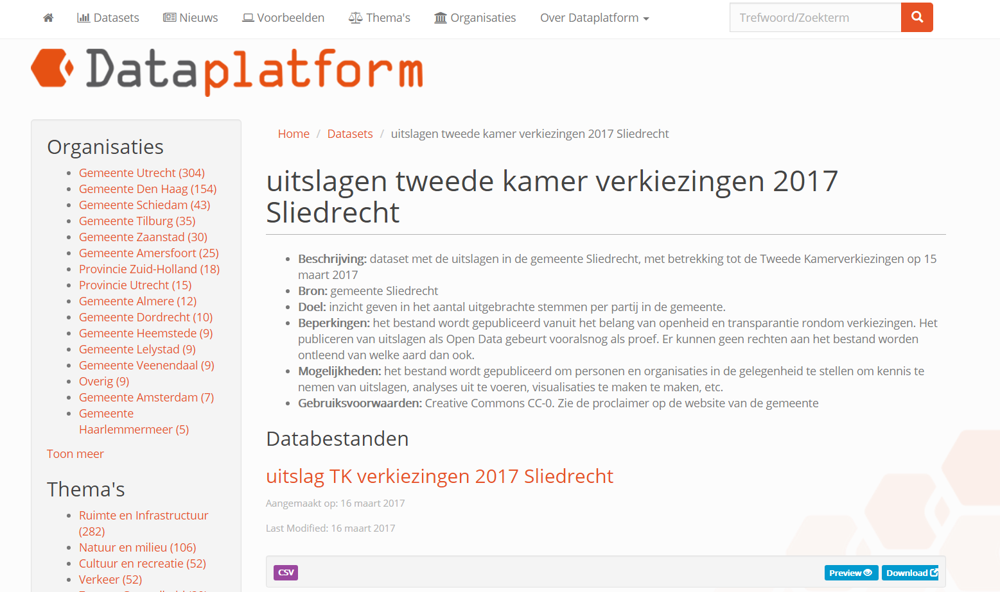 Datasets Nieuws Voorbeelden Thema's Organisaties Over Dataplatform Trefwoord/Zoekterm
Dataplatform
Organisaties
Gemeente Utrecht (304)
Gemeente Den Haag (154)
Gemeente Schiedam (43)
Gemeente Tilburg (35)
Gemeente Zaanstad (30)
Gemeente Amersfoort (25)
Provincie Zuid-Holland (18)
Provincie Utrecht (15)
Gemeente Almere (12)
Gemeente Dordrecht (10)
Gemeente Heemstede (9)
Gemeente Lelystad (9)
Gemeente Veenendaal (9)
Overig (9)
Gemeente Amsterdam (7)
Gemeente
Haarlemmermeer (5)
Toon meer
Thema's
Ruimte en Infrastructuur
(282)
Natuur en milieu (106)
Cultuur en recreatie (52)
Verkeer (52)
Home / Datasets / uitslagen tweede kamer verkiezingen 2017 Sliedrecht
uitslagen tweede kamer verkiezingen 2017
Sliedrecht
Beschrijving: dataset met de uitslagen in de gemeente Sliedrecht, met betrekking tot de Tweede Kamerverkiezingen op 15
maart 2017
Bron: gemeente Sliedrecht
Doel: inzicht geven in het aantal uitgebrachte stemmen per partij in de gemeente.
Beperkingen: het bestand wordt gepubliceerd vanuit het belang van openheid en transparantie rondom verkiezingen. Het
publiceren van uitslagen als Open Data gebeurt vooralsnog als proef. Er kunnen geen rechten aan het bestand worden
ontleend van welke aard dan ook.
Mogelijkheden: het bestand wordt gepubliceerd om personen en organisaties in de gelegenheid te stellen om kennis te
nemen van uitslagen, analyses uit te voeren, visualisaties te maken te maken, etc.
Gebruiksvoorwaarden: Creative Commons CC-0. Zie de proclaimer op de website van de gemeente
Databestanden
uitslag TK verkiezingen 2017 Sliedrecht
Aangemaakt op: 16 maart 2017
Last Modified: 16 maart 2017
CSV Preview Download